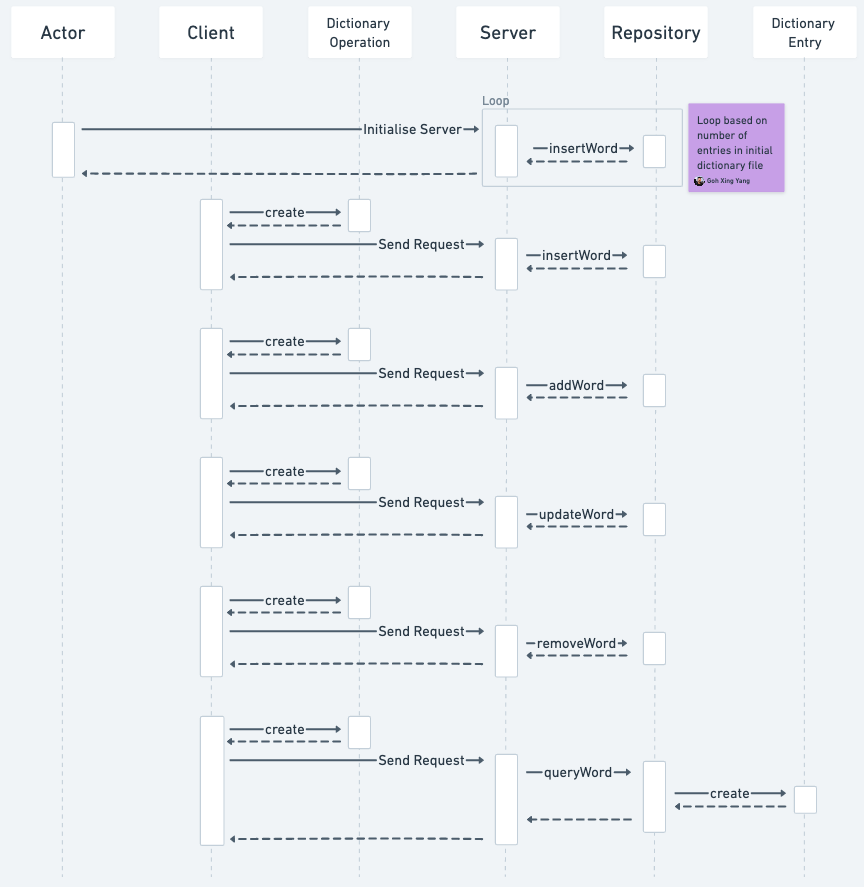 Actor
Client
Dictionary
Operation
Server
Repository
Dictionary
Entry
Loop
Initialise Server
insertWord
Loop based on
number of
entries in initial
dictionary file
Goh Xing Yang
create
Send Request
insertWord
create
Send Request
addWord
create
Send Request
updateWord
create
Send Request
removeWord
create
Send Request
queryWord
create